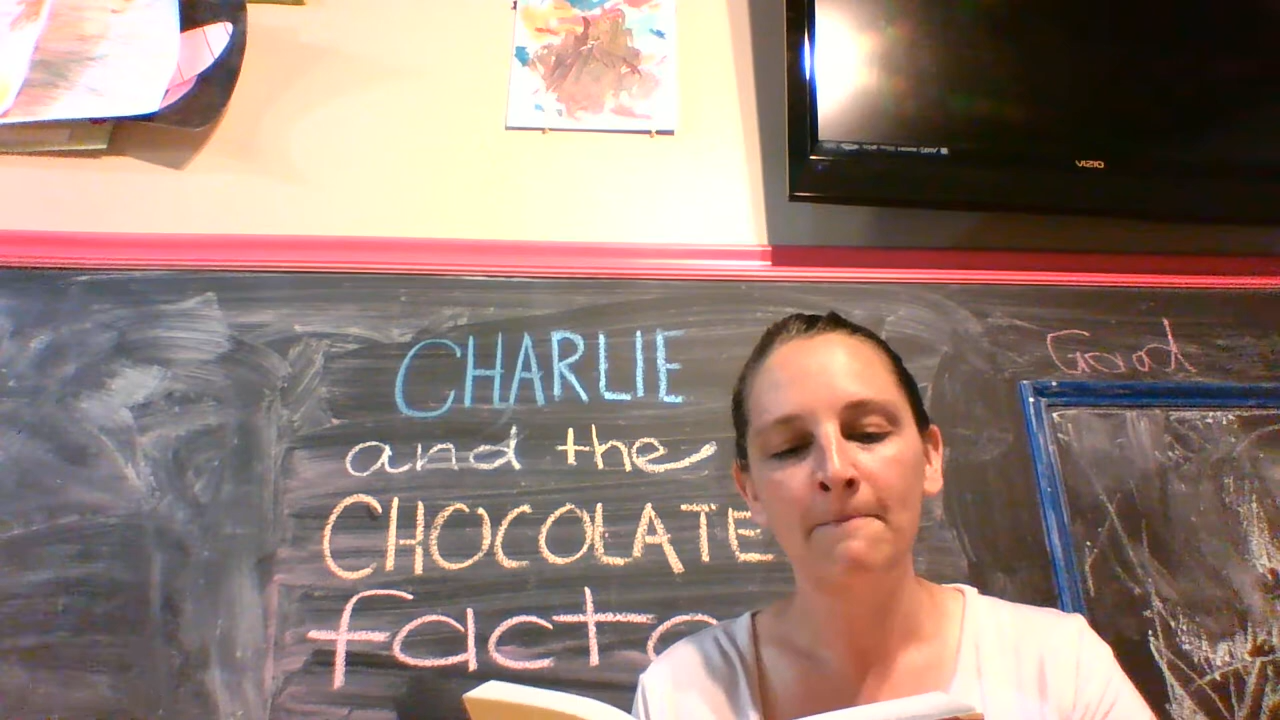 VIZIO
Good
CHARLIE
and the
CHOCOLATE
facto